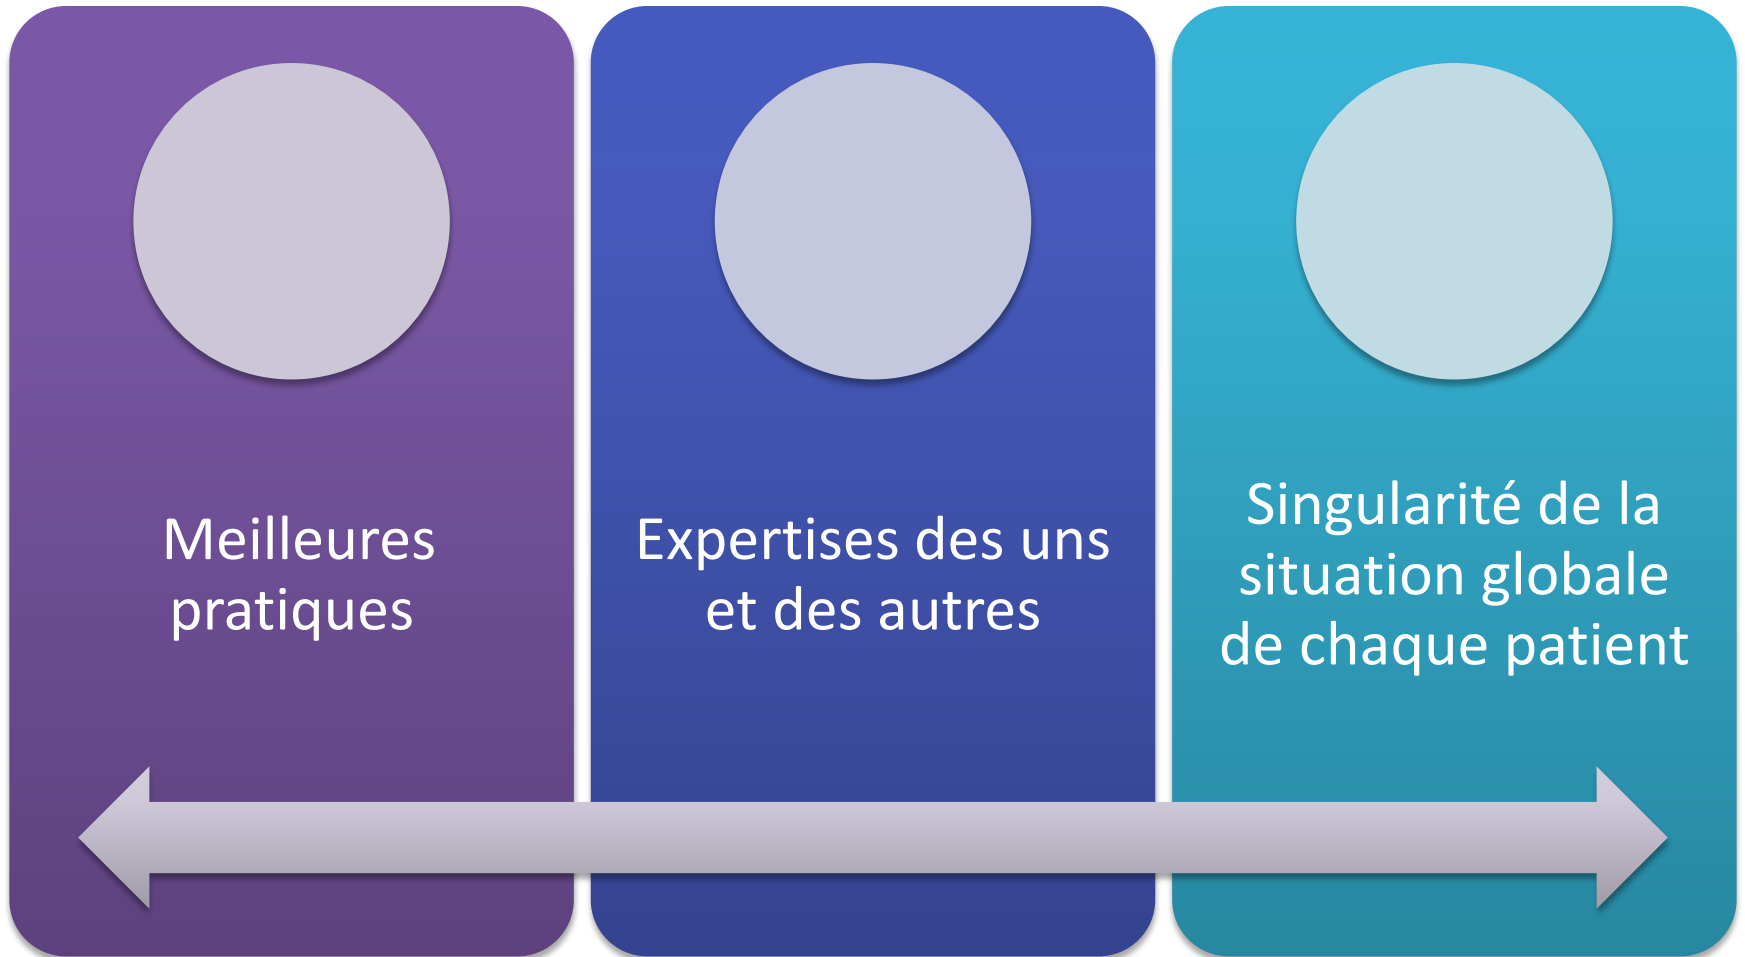 Meilleures
pratiques
Expertises des uns
et des autres
Singularité de la
situation globale
de chaque patient